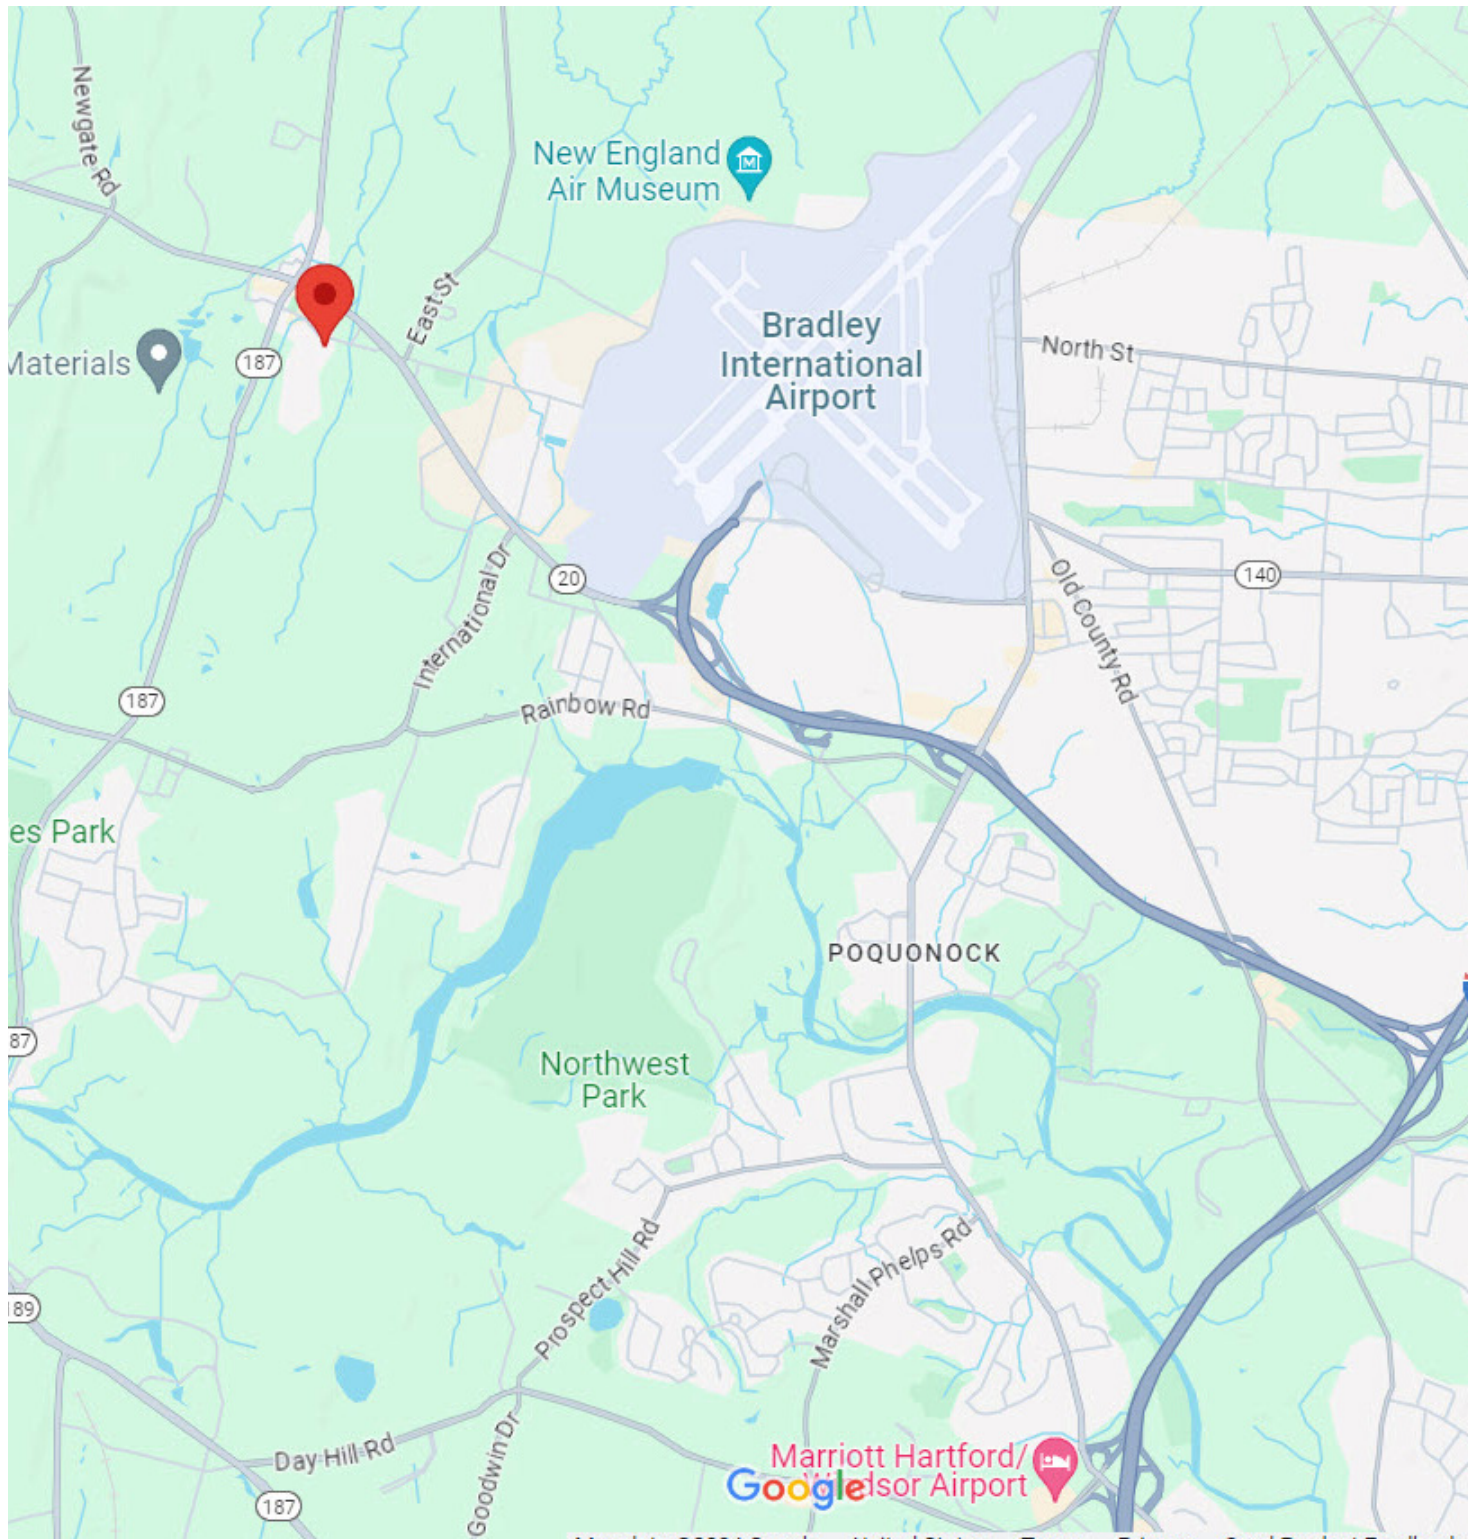 Newgate Rd
New England
Air Museum
East St
Bradley
International
Airport
North St
Materials
187
20
140
Old County Rd
International Dr
187
Rainbow Rd
es Park
POQUONOCK
87
Northwest
Park
Prospect Hill Rd
Marshall Phelps Rd
189
Day Hill Rd
Goodwin Dr
187
Marriott Hartford/
Windsor Airport
Google